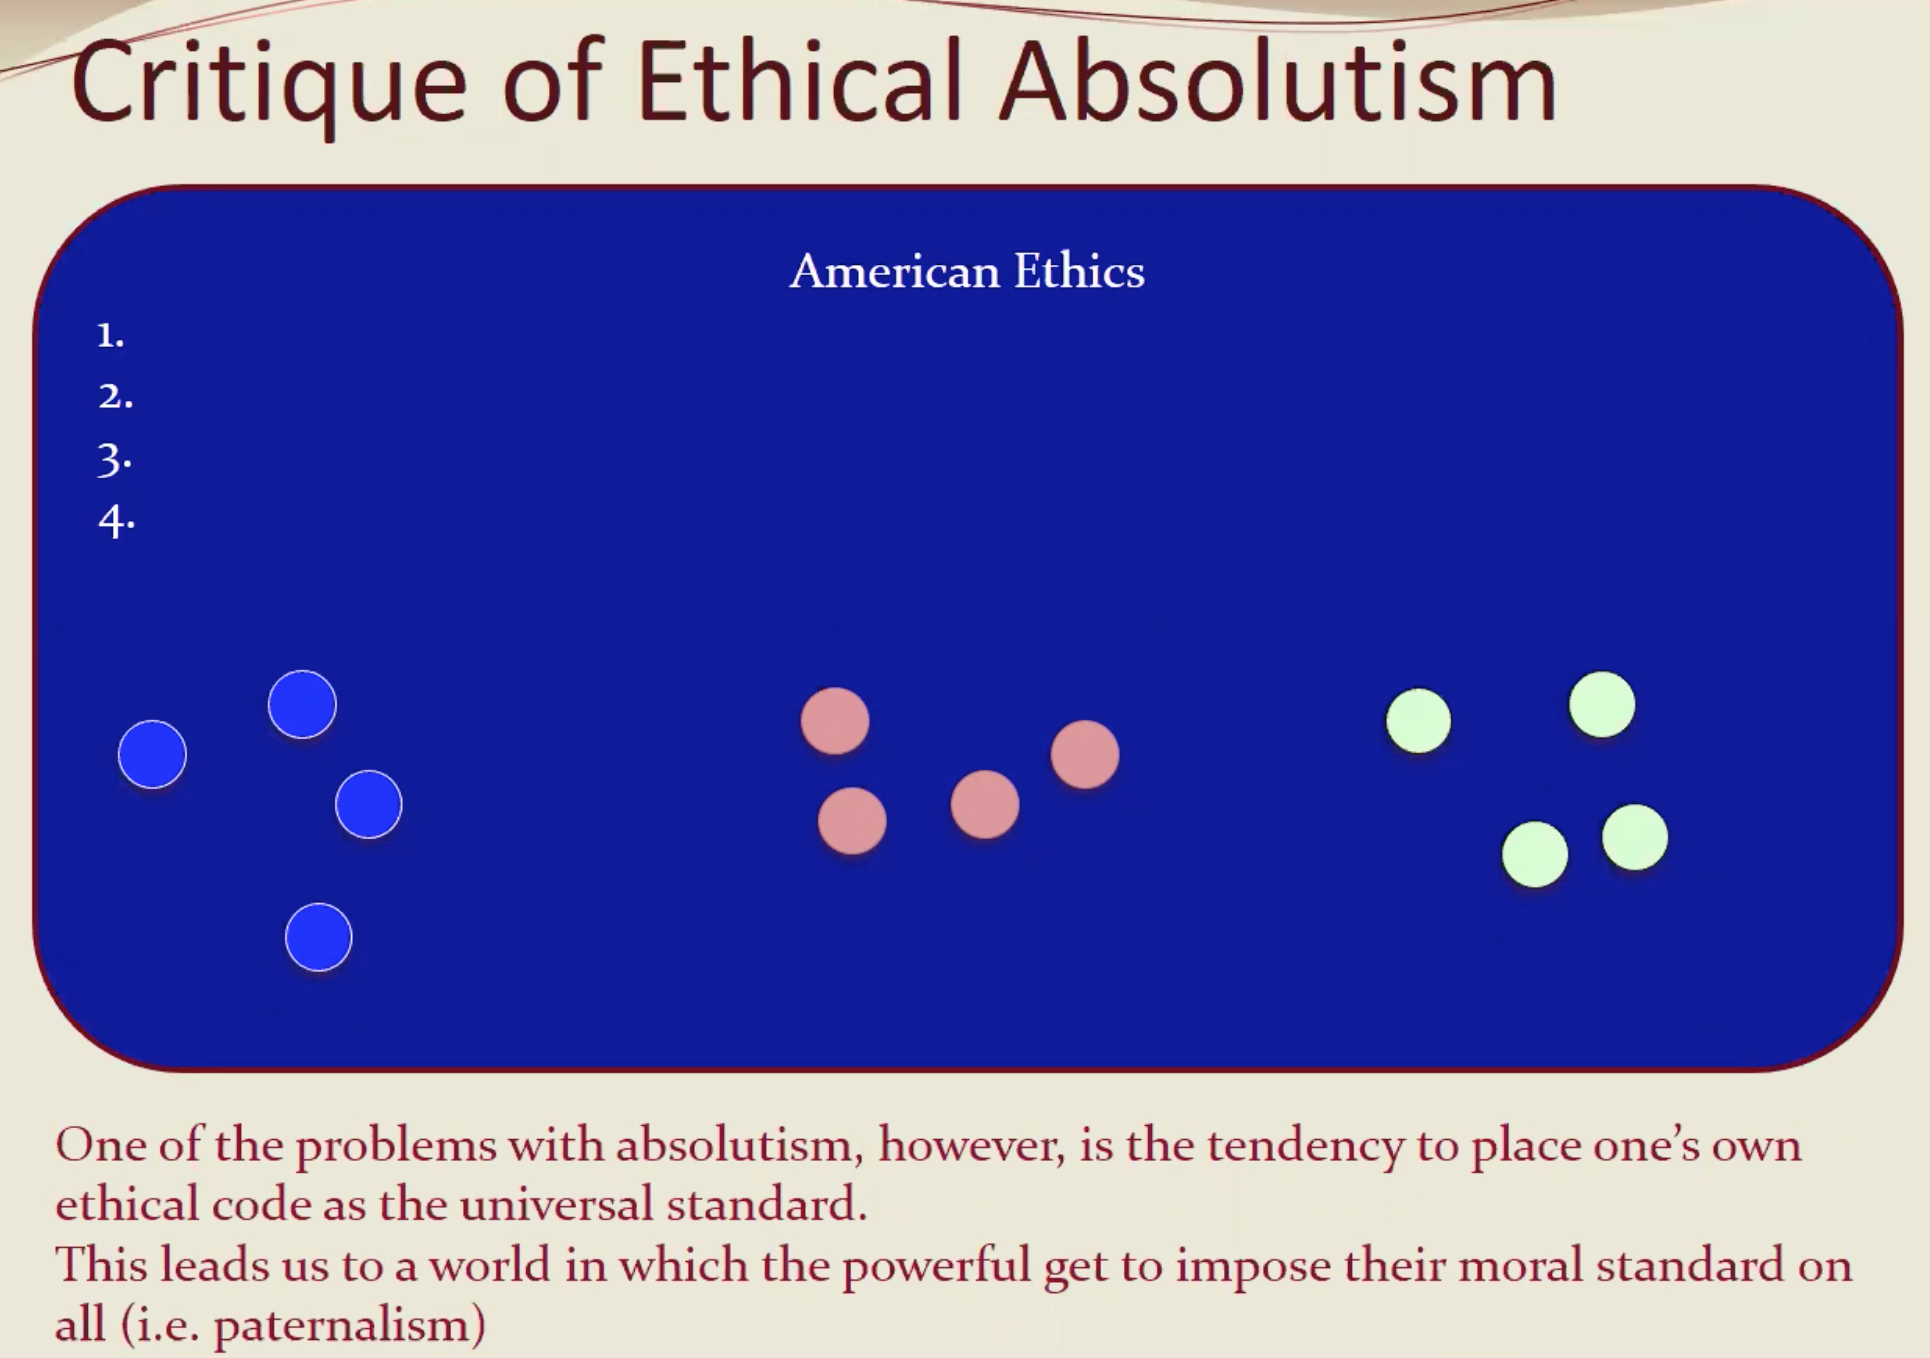 Critique of Ethical Absolutism
American Ethics
1.
2.
3.
4.
One of the problems with absolutism, however, is the tendency to place one’s own
ethical code as the universal standard.
This leads us to a world in which the powerful get to impose their moral standard on
all (i.e. paternalism)